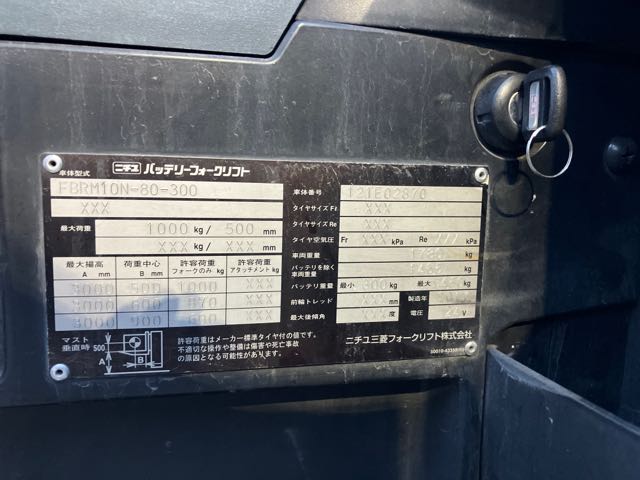 ニチユ バッテリーフォークリフト
車体型式 FBRM10N-80-300
XXX
最大荷重 1000 kg / 500 mm
XXX kg / XXX mm
最大揚高 A mm 荷重中心 B mm 許容荷重 フォークのみ kg 許容荷重 アタッチメント kg
3000 500 1000 XXX
3000 600 870 XXX
3000 XXX
マスト垂直時 500 A B
許容荷重はメーカー標準タイヤ付の値です。
不適切な操作や整備は傷害や死亡事故
の原因となる可能性があります。
車体番号
タイヤサイズ Fr XXX
タイヤサイズ Re XXX
タイヤ空気圧 Fr XXX kPa Re kPa
車両重量 kg
バッテリを除く車両重量 kg
バッテリ重量 最小 kg 最大 kg
前輪トレッド mm 製造年
最大後傾角 電圧 V
ニチユ三菱フォークリフト株式会社